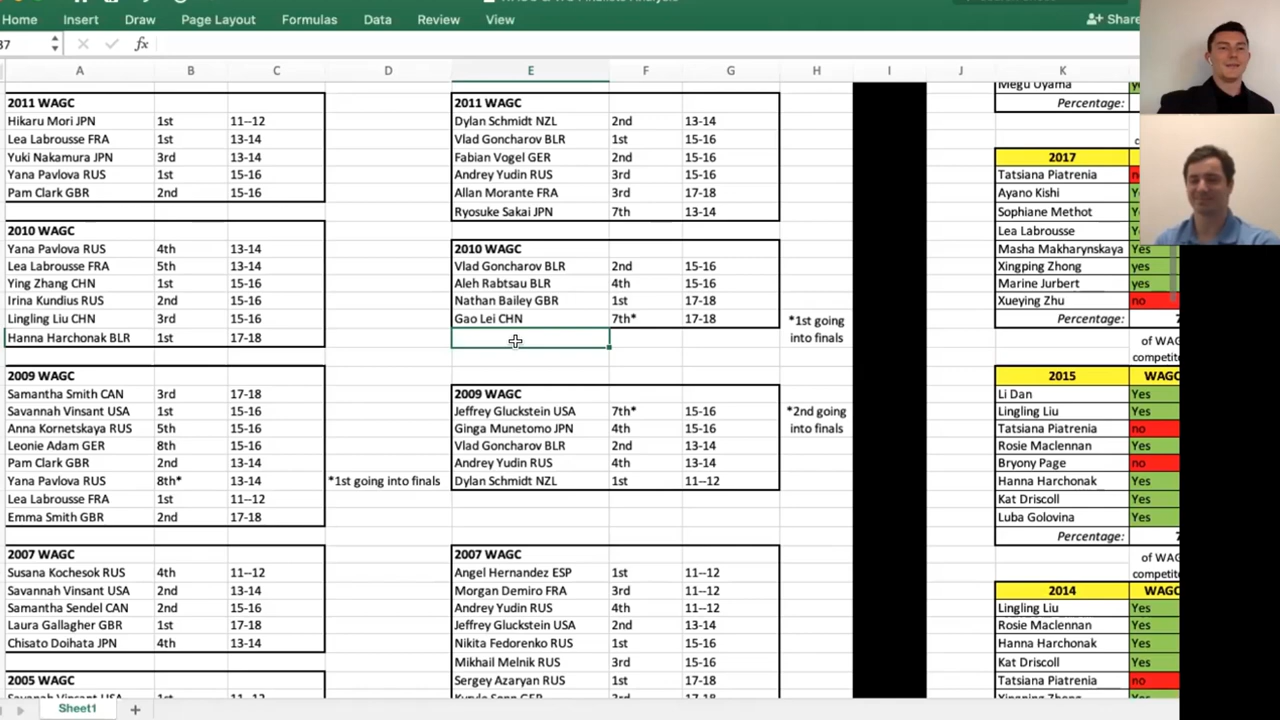 Home Insert Draw Page Layout Formulas Data Review View Share
37 fx
A B C D E F G H I J K
2011 WAGC
Hikaru Mori JPN 1st 11--12
Lea Labrousse FRA 1st 13-14
Yuki Nakamura JPN 3rd 13-14
Yana Pavlova RUS 1st 15-16
Pam Clark GBR 2nd 15-16
2010 WAGC
Yana Pavlova RUS 4th 13-14
Lea Labrousse FRA 5th 13-14
Ying Zhang CHN 1st 15-16
Irina Kundius RUS 2nd 15-16
Lingling Liu CHN 3rd 15-16
Hanna Harchonak BLR 1st 17-18
2009 WAGC
Samantha Smith CAN 3rd 17-18
Savannah Vinsant USA 1st 15-16
Anna Kornetskaya RUS 5th 15-16
Leonie Adam GER 8th 15-16
Pam Clark GBR 2nd 13-14
Yana Pavlova RUS 8th* 13-14 *1st going into finals
Lea Labrousse FRA 1st 11--12
Emma Smith GBR 2nd 17-18
2007 WAGC
Susana Kochesok RUS 4th 11--12
Savannah Vinsant USA 2nd 13-14
Samantha Sendel CAN 2nd 15-16
Laura Gallagher GBR 1st 17-18
Chisato Doihata JPN 4th 13-14
2005 WAGC
Savannah Vinsant USA 1st 11--12
2011 WAGC
Dylan Schmidt NZL 2nd 13-14
Vlad Goncharov BLR 1st 15-16
Fabian Vogel GER 2nd 15-16
Andrey Yudin RUS 3rd 15-16
Allan Morante FRA 3rd 17-18
Ryosuke Sakai JPN 7th 13-14
2010 WAGC
Vlad Goncharov BLR 2nd 15-16
Aleh Rabtsau BLR 4th 15-16
Nathan Bailey GBR 1st 17-18
Gao Lei CHN 7th* 17-18
*1st going
into finals
2009 WAGC
Jeffrey Gluckstein USA 7th* 15-16
Ginga Munetomo JPN 4th 15-16
Vlad Goncharov BLR 2nd 13-14
Andrey Yudin RUS 4th 13-14
Dylan Schmidt NZL 1st 11--12
*2nd going
into finals
2007 WAGC
Angel Hernandez ESP 1st 11--12
Morgan Demiro FRA 3rd 11--12
Andrey Yudin RUS 4th 11--12
Jeffrey Gluckstein USA 2nd 13-14
Nikita Fedorenko RUS 1st 15-16
Mikhail Melnik RUS 3rd 15-16
Sergey Azaryan RUS 1st 17-18
Megu Uyama
Percentage:
2017
Tatsiana Piatrenia
Ayano Kishi
Sophiane Methot
Lea Labrousse
Masha Makharynskaya Yes
Xingping Zhong yes
Marine Jurbert yes
Xueying Zhu no
Percentage: 7
of WAG
competit
2015 WAGC
Li Dan Yes
Lingling Liu Yes
Tatsiana Piatrenia no
Rosie Maclennan Yes
Bryony Page no
Hanna Harchonak Yes
Kat Driscoll Yes
Luba Golovina Yes
Percentage: 7
of WAG
competit
2014 WAGC
Lingling Liu Yes
Rosie Maclennan Yes
Hanna Harchonak Yes
Kat Driscoll Yes
Tatsiana Piatrenia no
Sheet1